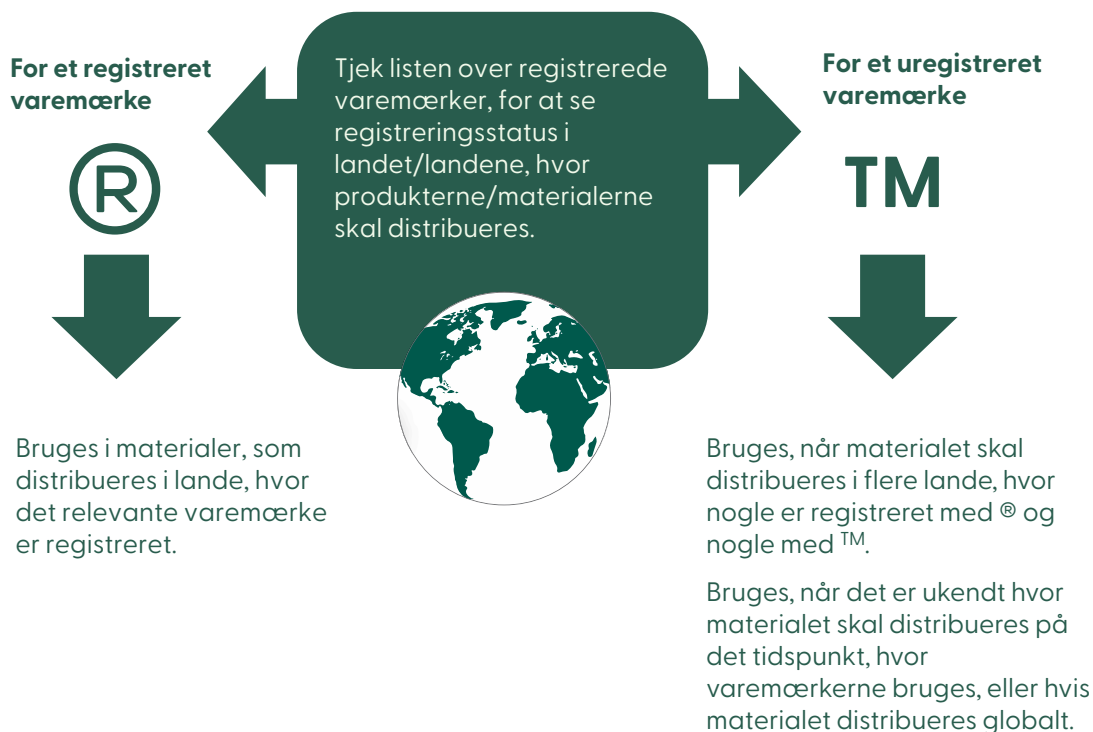 For et registreret
varemærke
®
Bruges i materialer, som
distribueres i lande, hvor
det relevante varemærke
er registreret.
Tjek listen over registrerede
varemærker, for at se
registreringsstatus i
landet/landene, hvor
produkterne/materialerne
skal distribueres.
For et uregistreret
varemærke
TM
Bruges, når materialet skal
distribueres i flere lande, hvor
nogle er registreret med ® og
nogle med ™.
Bruges, når det er ukendt hvor
materialet skal distribueres på
det tidspunkt, hvor
varemærkerne bruges, eller hvis
materialet distribueres globalt.